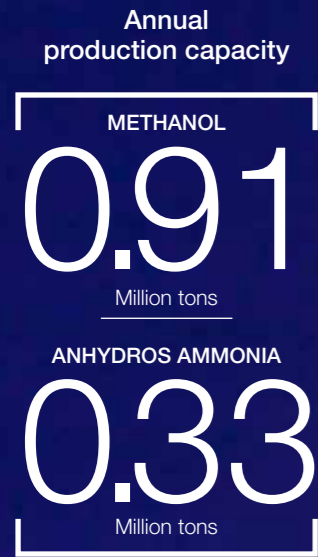 Annual
production capacity
METHANOL
0.91
Million tons
ANHYDROS AMMONIA
0.33
Million tons